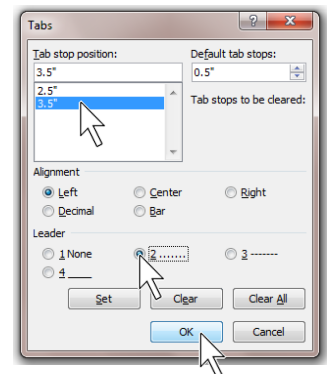 Tabs
Tab stop position:
Default tab stops:
3.5"
0.5"
2.5"
3.5"
Tab stops to be cleared:
Alignment
Left
Center
Right
Decimal
Bar
Leader
1 None
2 .......
3 -------
4 ___
Set
Clear
Clear All
OK
Cancel